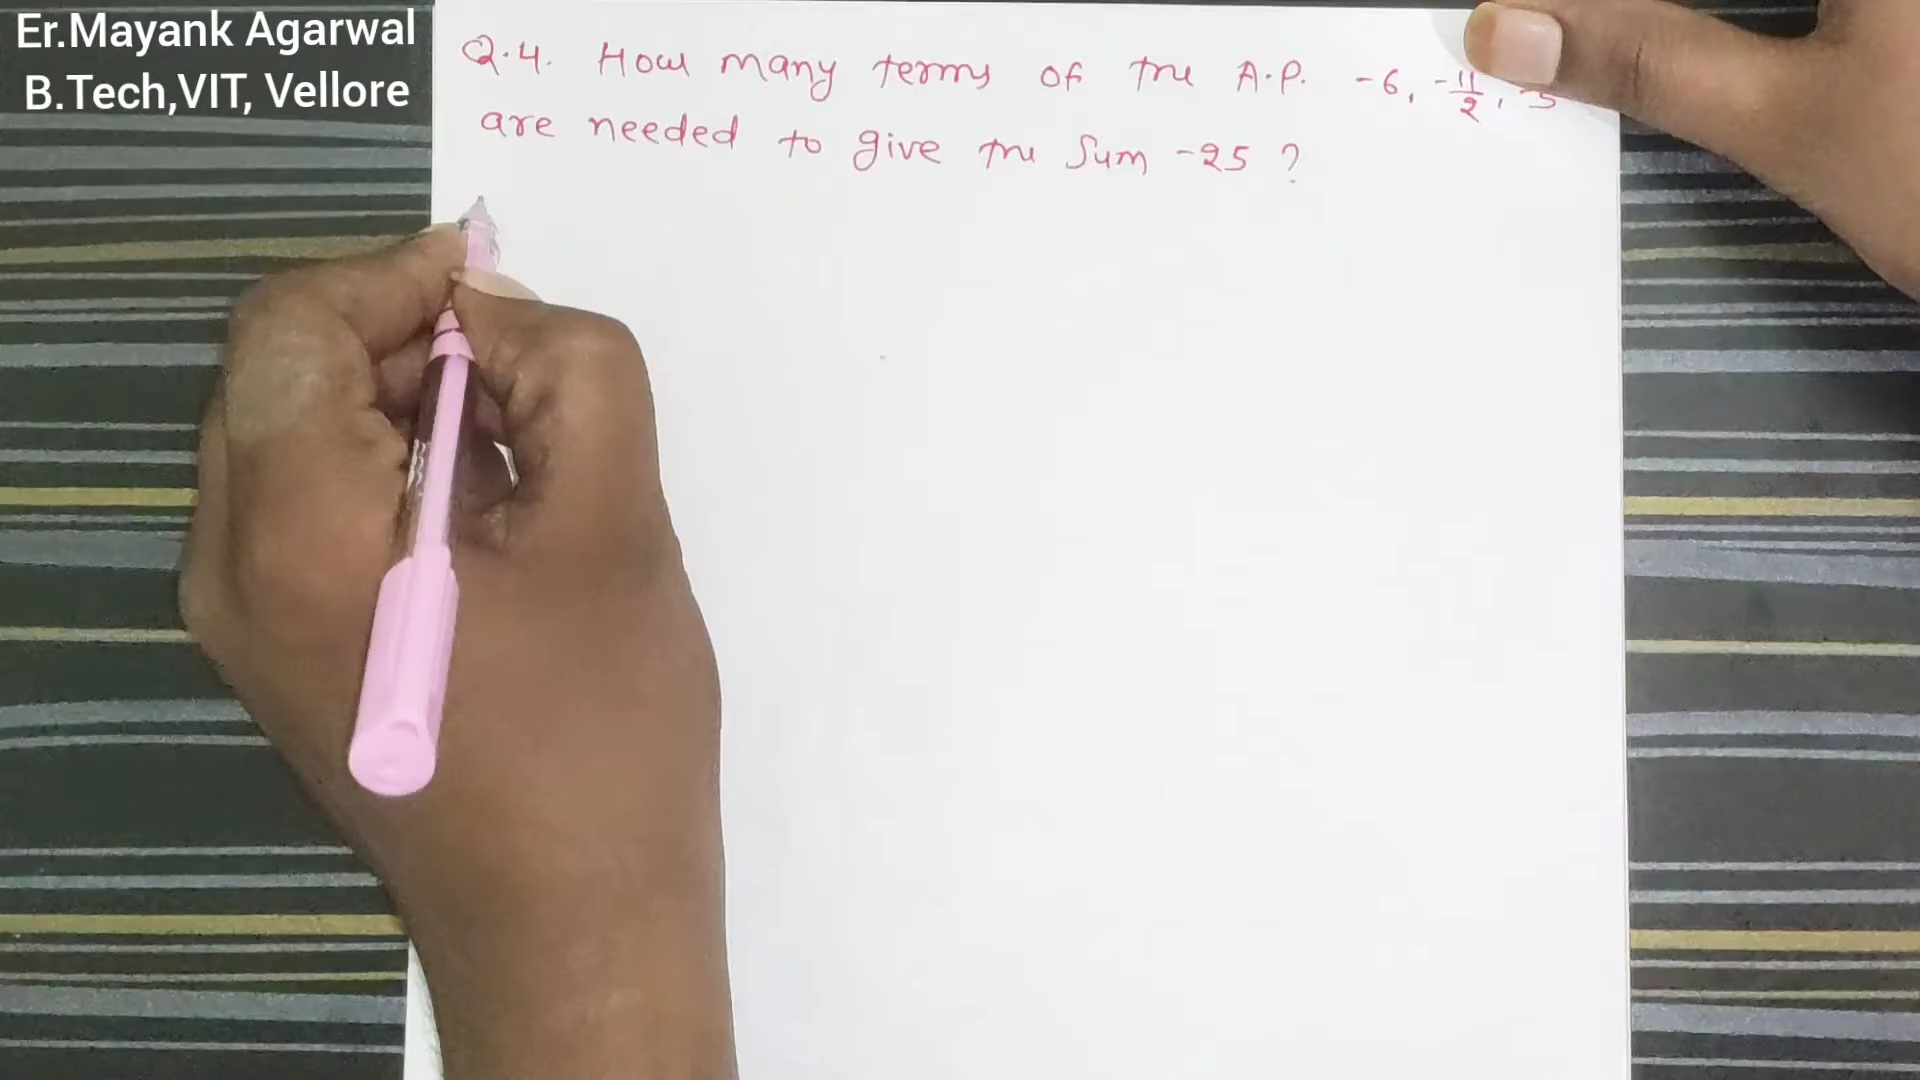 Er.Mayank Agarwal
B.Tech,VIT, Vellore
Q.4. How many terms of the A.P. -6, -11/2,
are needed to give the Sum -25 ?